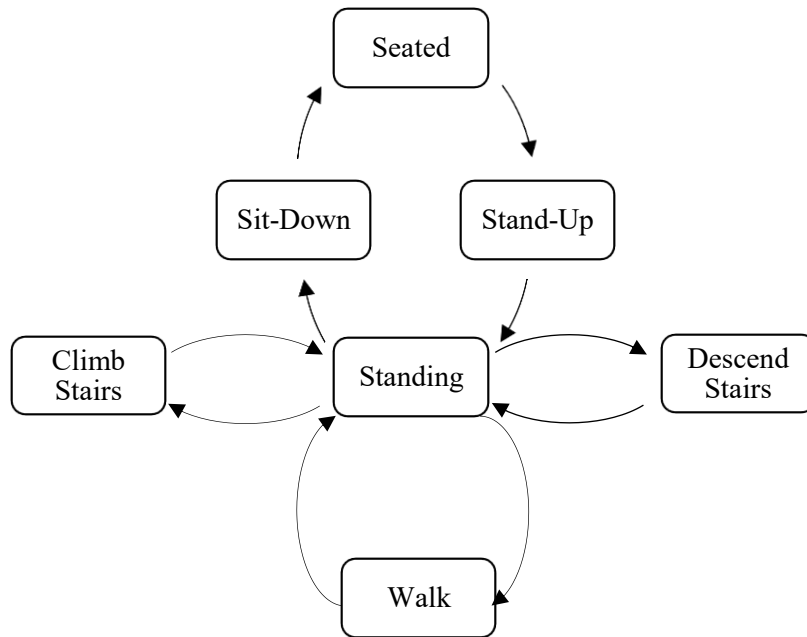 Seated
Sit-Down
Stand-Up
Climb
Stairs
Standing
Descend
Stairs
Walk